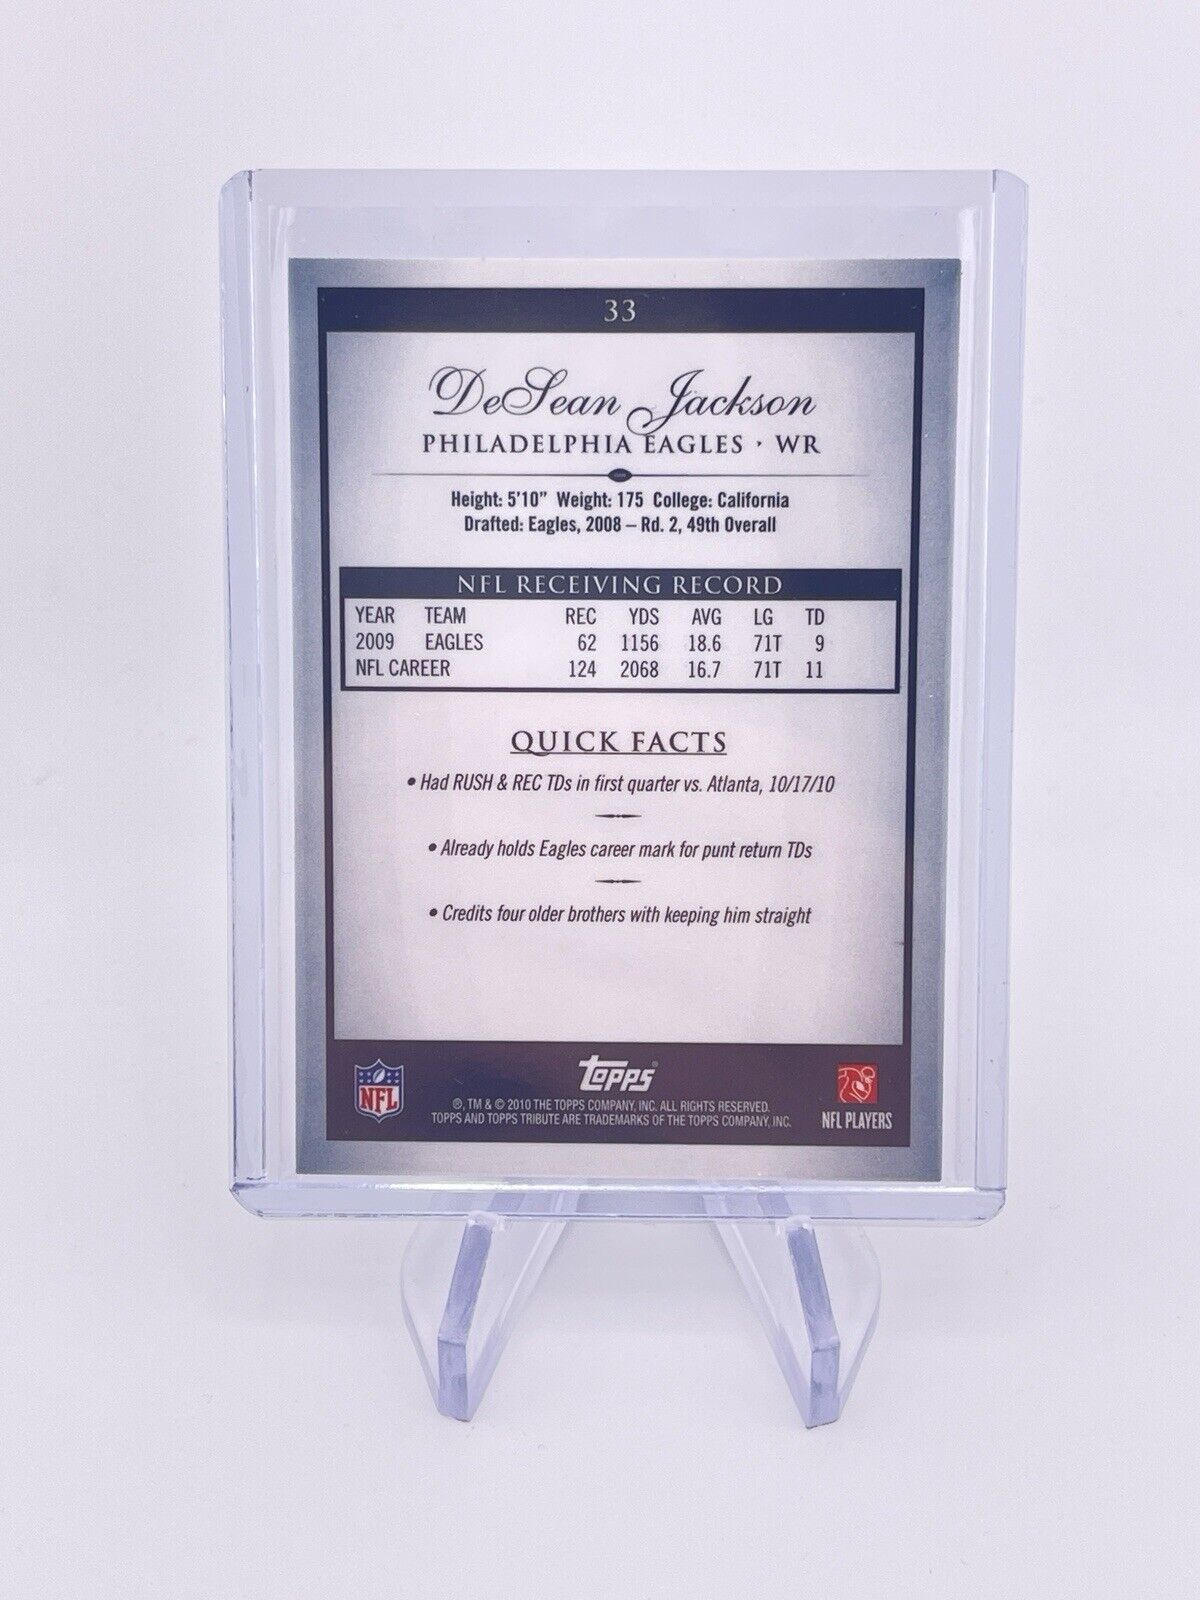 33
DeSean Jackson
PHILADELPHIA EAGLES · WR
Height: 5'10" Weight: 175 College: California
Drafted: Eagles, 2008 – Rd. 2, 49th Overall
NFL RECEIVING RECORD
YEAR TEAM REC YDS AVG LG TD
2009 EAGLES 62 1156 18.6 71T 9
NFL CAREER 124 2068 16.7 71T 11
QUICK FACTS
• Had RUSH & REC TDs in first quarter vs. Atlanta, 10/17/10
• Already holds Eagles career mark for punt return TDs
• Credits four older brothers with keeping him straight
NFL
Topps®
®, TM & © 2010 THE TOPPS COMPANY, INC. ALL RIGHTS RESERVED.
TOPPS AND TOPPS TRIBUTE ARE TRADEMARKS OF THE TOPPS COMPANY, INC.
NFL PLAYERS